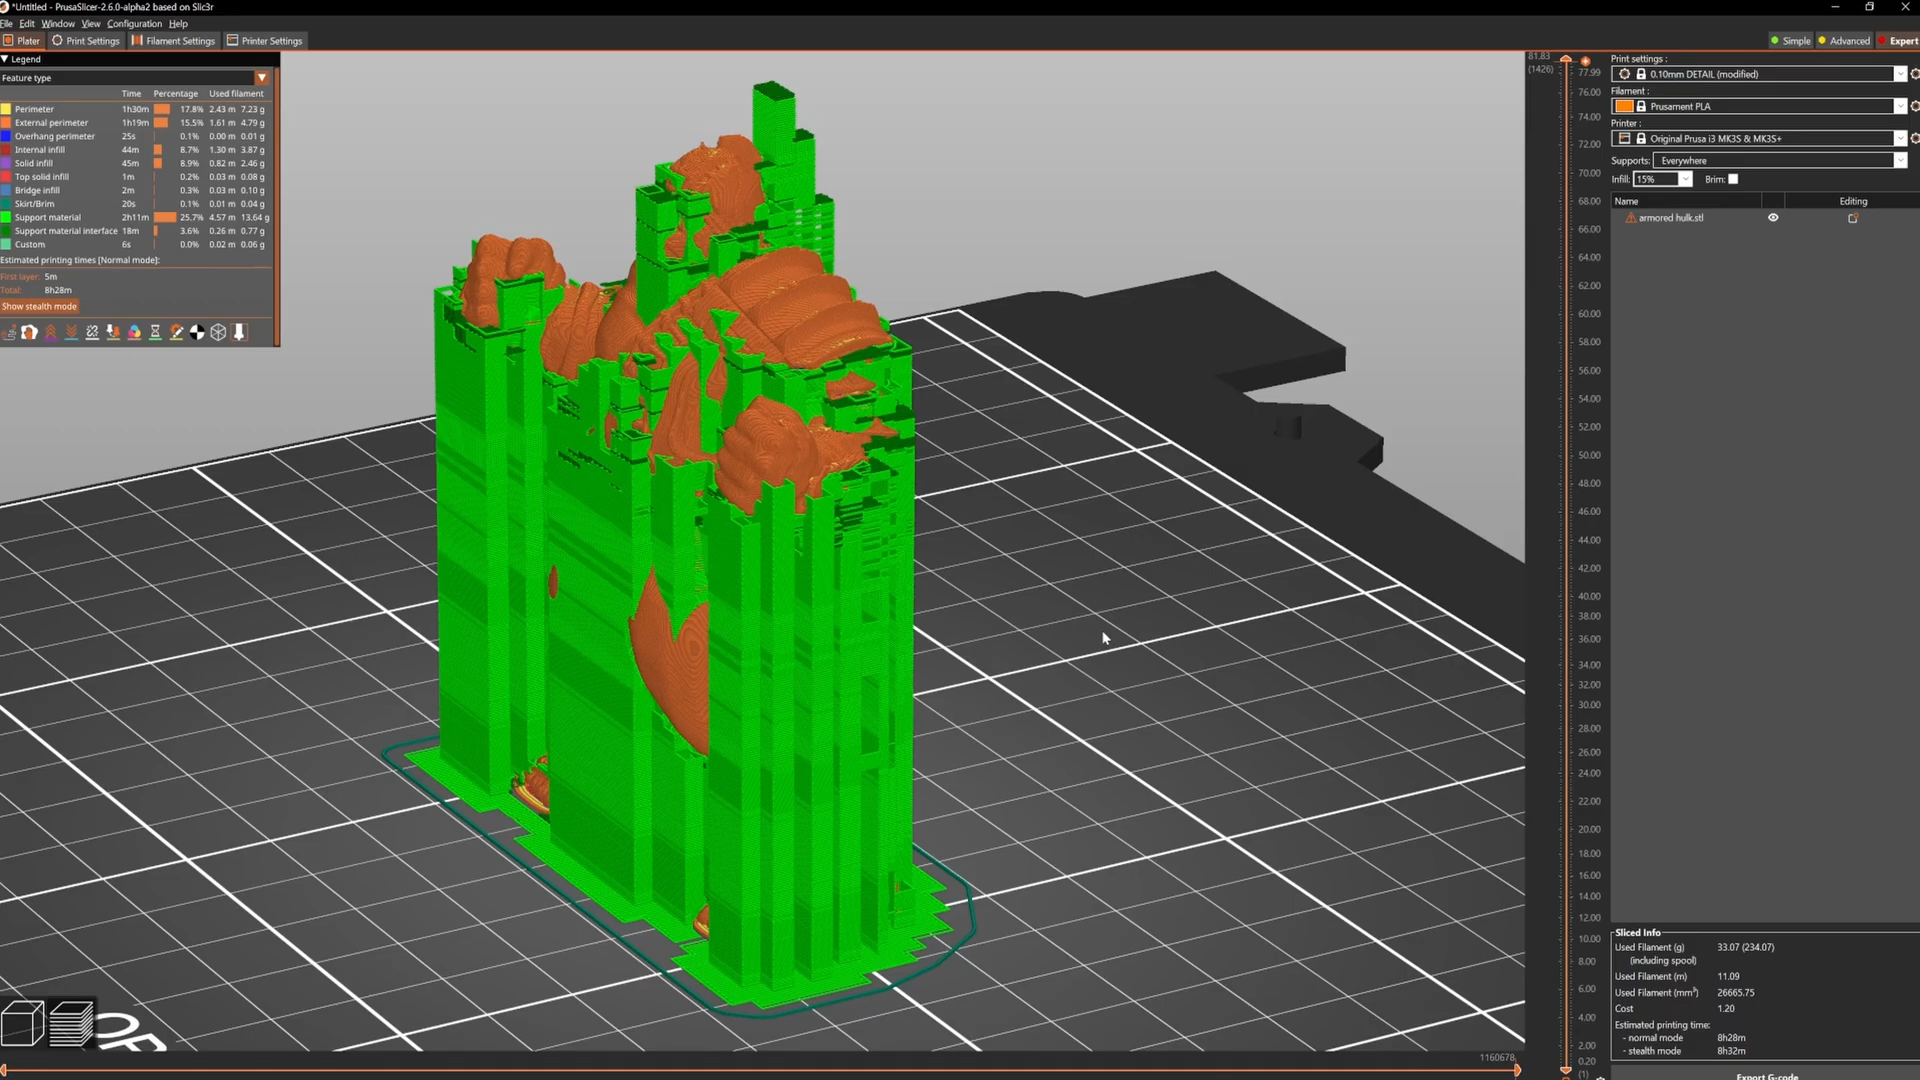 *Untitled - PrusaSlicer-2.6.0-alpha2 based on Slic3r
File Edit Window View Configuration Help
Plater Print Settings Filament Settings Printer Settings Simple Advanced Expert
Legend
Feature type
Time Percentage Used filament
Perimeter 1h30m 17.8% 2.43 m 7.23 g
External perimeter 1h19m 15.5% 1.61 m 4.79 g
Overhang perimeter 25s 0.1% 0.00 m 0.01 g
Internal infill 44m 8.7% 1.30 m 3.87 g
Solid infill 45m 8.9% 0.82 m 2.46 g
Top solid infill 1m 0.2% 0.03 m 0.08 g
Bridge infill 2m 0.3% 0.03 m 0.10 g
Skirt/Brim 20s 0.1% 0.01 m 0.04 g
Support material 2h11m 25.7% 4.57 m 13.64 g
Support material interface 18m 3.6% 0.26 m 0.77 g
Custom 6s 0.0% 0.02 m 0.06 g
Estimated printing times [Normal mode]:
First layer: 5m
Total: 8h28m
Show stealth mode
81.83
(1426)
77.99
76.00
74.00
72.00
70.00
68.00
66.00
64.00
62.00
60.00
58.00
56.00
54.00
52.00
50.00
48.00
46.00
44.00
42.00
40.00
38.00
36.00
34.00
32.00
30.00
28.00
26.00
24.00
22.00
20.00
18.00
16.00
14.00
12.00
10.00
8.00
6.00
4.00
2.00
0.20
(1)
1160678
Print settings :
0.10mm DETAIL (modified)
Filament :
Prusament PLA
Printer :
Original Prusa i3 MK3S & MK3S+
Supports: Everywhere
Infill: 15% Brim:
Name Editing
armored hulk.stl
Sliced Info
Used Filament (g) 33.07 (234.07)
(including spool)
Used Filament (m) 11.09
Used Filament (mm³) 26665.75
Cost 1.20
Estimated printing time:
- normal mode 8h28m
- stealth mode 8h32m
Export G-code